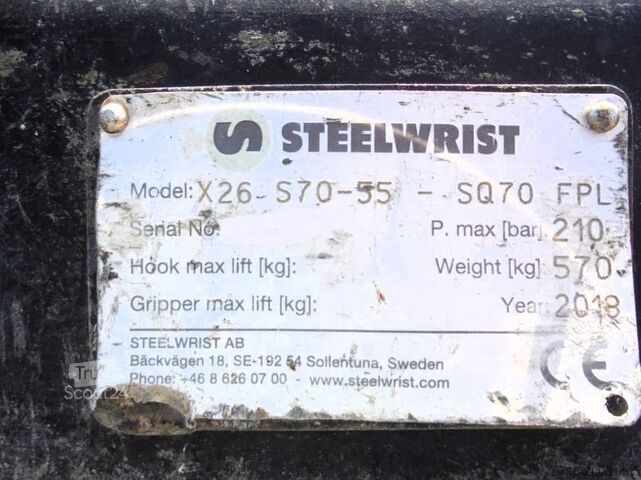 STEELWRIST
Model: X26 S70-55 - SQ70 FPL
Serial No: P. max [bar] 210
Hook max lift [kg]: Weight [kg] 570
Gripper max lift [kg]: Year 2018
STEELWRIST AB
Bäckvägen 18, SE-192 54 Sollentuna, Sweden
Phone: +46 8 626 07 00 - www.steelwrist.com
CE